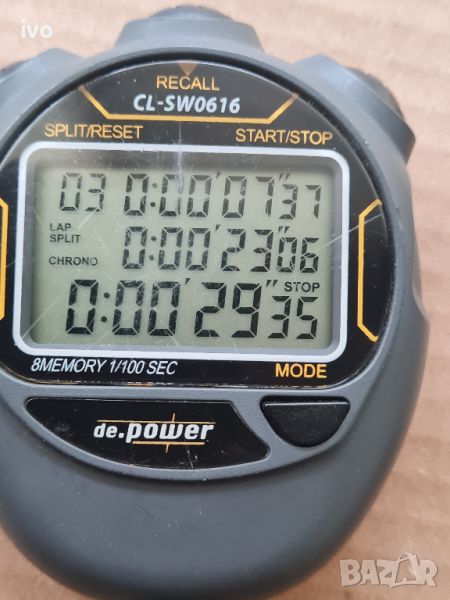 ivo
RECALL
CL-SW0616
SPLIT/RESET START/STOP
03 0:00'07"37
LAP
SPLIT 0:00'23"06
CHRONO
STOP
0:00'29"35
8MEMORY 1/100 SEC MODE
de.power
BAZAR